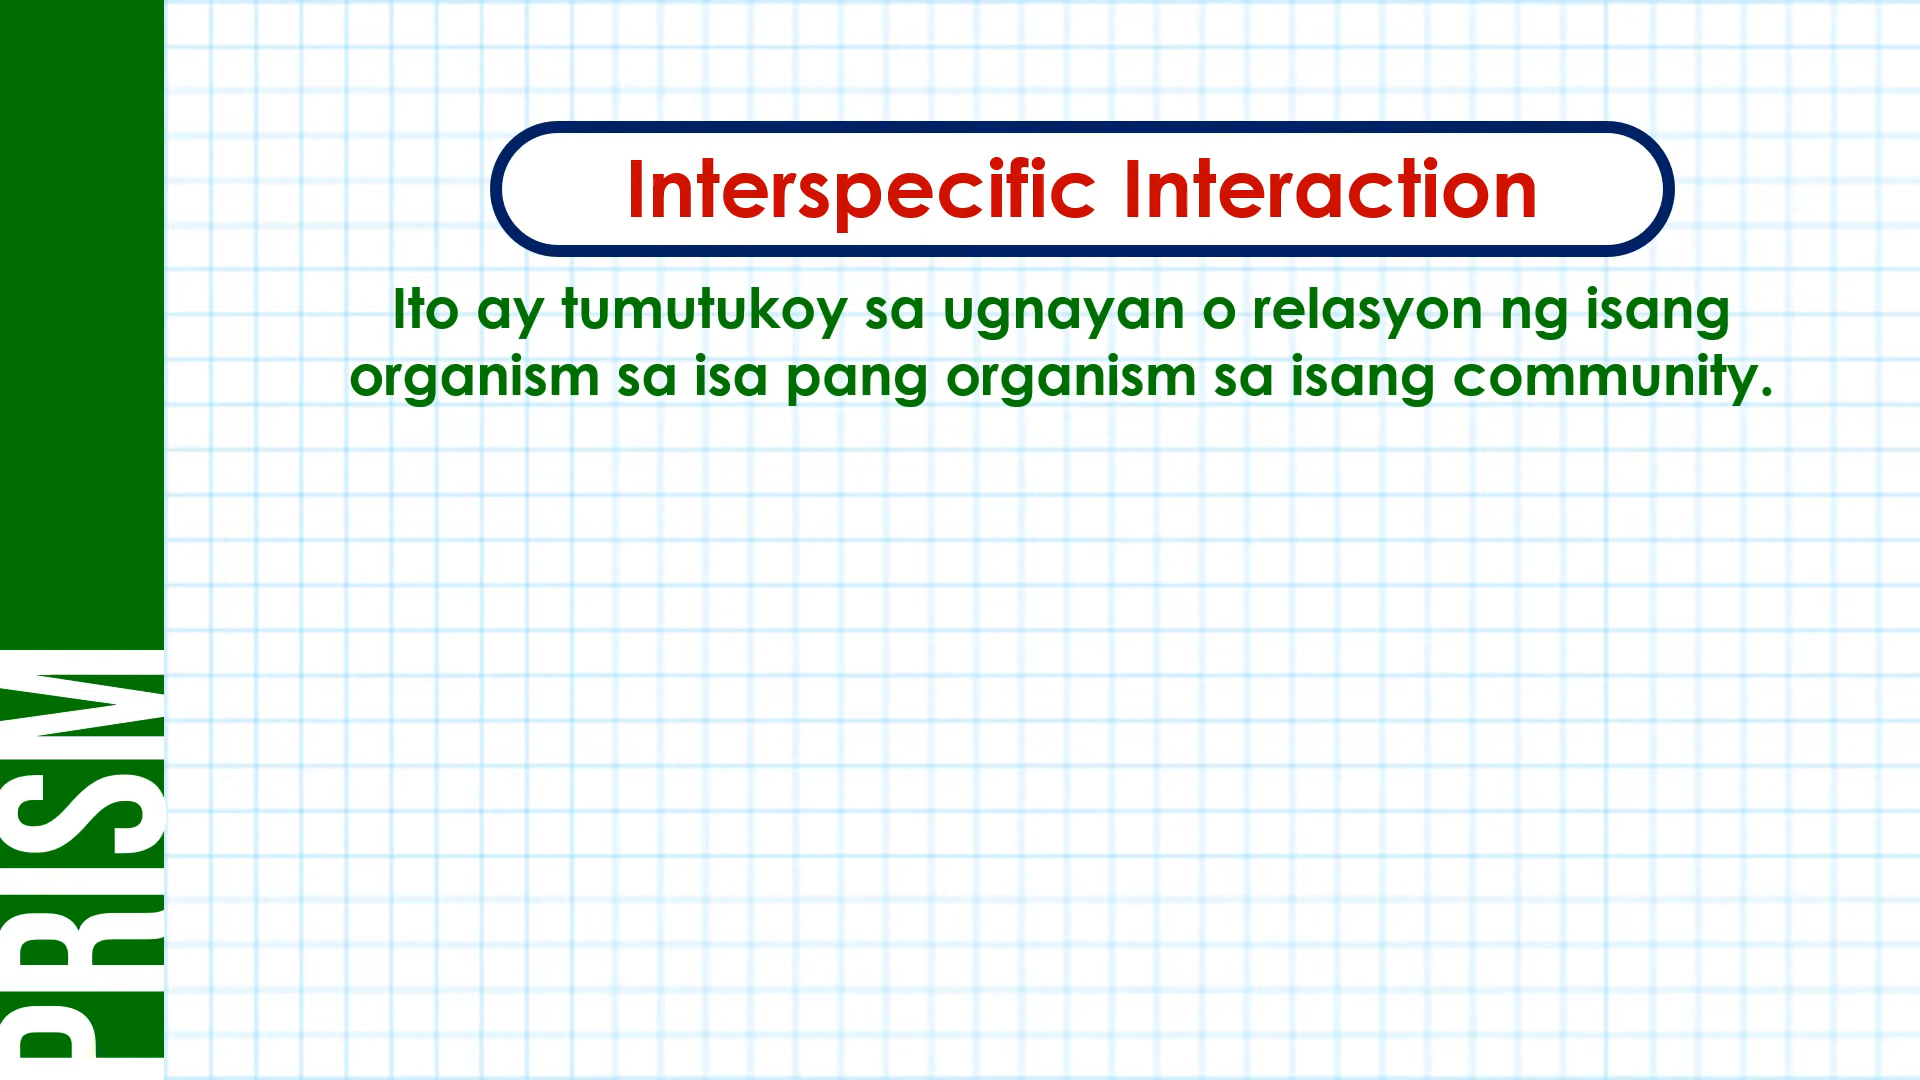 Interspecific Interaction
Ito ay tumutukoy sa ugnayan o relasyon ng isang
organism sa isa pang organism sa isang community.
PRISM